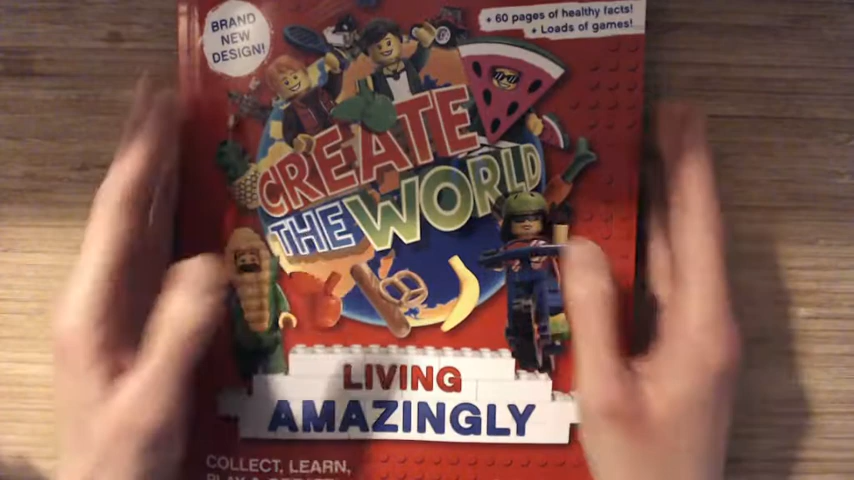 BRAND
NEW
DESIGN!
+ 60 pages of healthy facts!
+ Loads of games!
CREATE
THE WORLD
LIVING
AMAZINGLY
COLLECT, LEARN,